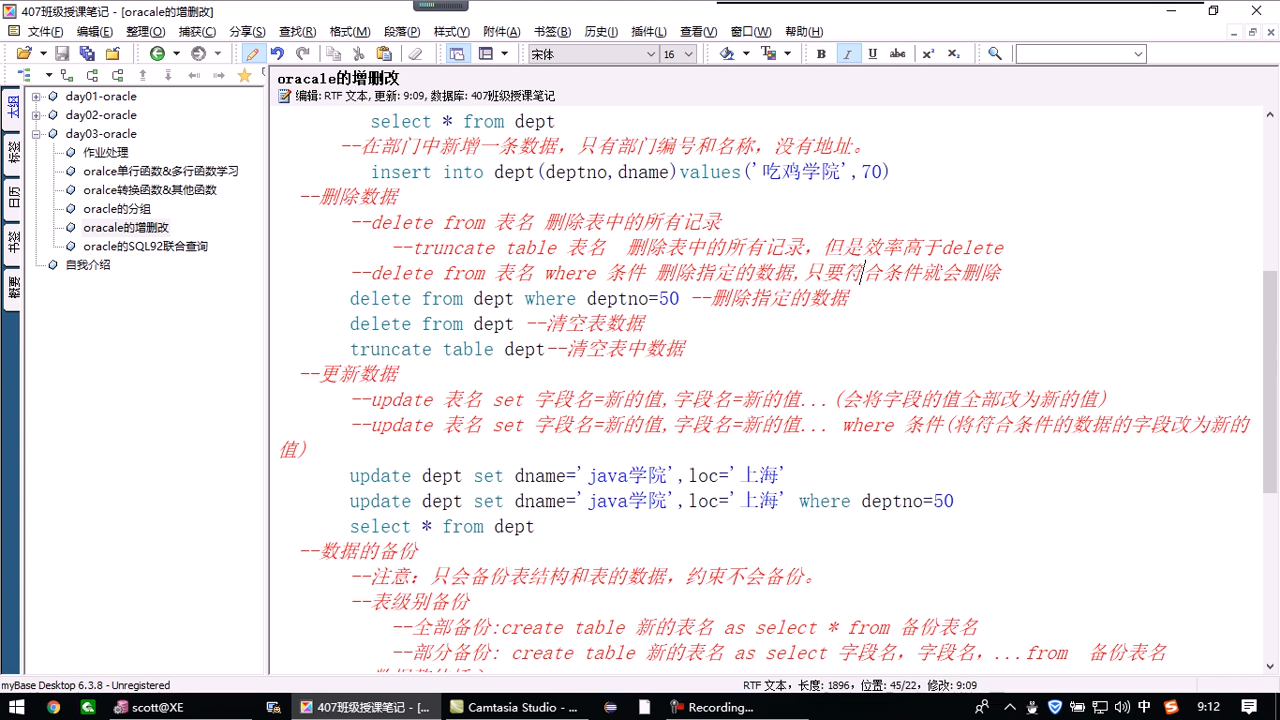 407班级授课笔记 - [oracale的增删改]
文件(F) 编辑(E) 整理(O) 捕获(C) 分享(S) 查找(R) 格式(M) 段落(P) 样式(Y) 附件(A) 书签(B) 历史(I) 插件(L) 查看(V) 窗口(W) 帮助(H)
宋体 16 B I U abc x² x₂
oracale的增删改
编辑: RTF 文本, 更新: 9:09, 数据库: 407班级授课笔记
大纲
标签
日历
书签
摘要
day01-oracle
day02-oracle
day03-oracle
作业处理
oralce单行函数&多行函数学习
oralce转换函数&其他函数
oracle的分组
oracale的增删改
oracle的SQL92联合查询
自我介绍
select * from dept
--在部门中新增一条数据，只有部门编号和名称，没有地址。
insert into dept(deptno,dname)values('吃鸡学院',70)
--删除数据
--delete from 表名 删除表中的所有记录
--truncate table 表名 删除表中的所有记录，但是效率高于delete
--delete from 表名 where 条件 删除指定的数据,只要符合条件就会删除
delete from dept where deptno=50 --删除指定的数据
delete from dept --清空表数据
truncate table dept--清空表中数据
--更新数据
--update 表名 set 字段名=新的值,字段名=新的值...(会将字段的值全部改为新的值)
--update 表名 set 字段名=新的值,字段名=新的值... where 条件(将符合条件的数据的字段改为新的
值)
update dept set dname='java学院',loc='上海'
update dept set dname='java学院',loc='上海' where deptno=50
select * from dept
--数据的备份
--注意：只会备份表结构和表的数据，约束不会备份。
--表级别备份
--全部备份:create table 新的表名 as select * from 备份表名
--部分备份: create table 新的表名 as select 字段名，字段名，...from 备份表名
myBase Desktop 6.3.8 - Unregistered
RTF 文本，长度: 1896，位置: 45/22，修改: 9:09
scott@XE
407班级授课笔记 - [...
Camtasia Studio - ...
Recording...
中
9:12